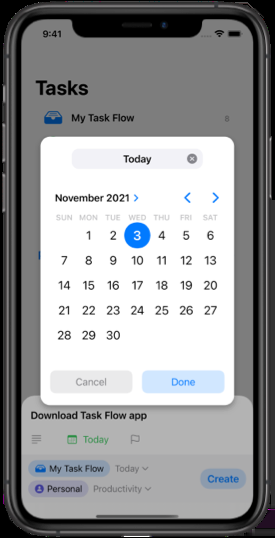 9:41
Tasks
My Task Flow 8
Today
November 2021
SUN MON TUE WED THU FRI SAT
1 2 3 4 5 6
7 8 9 10 11 12 13
14 15 16 17 18 19 20
21 22 23 24 25 26 27
28 29 30
Cancel Done
Download Task Flow app
Today
My Task Flow Today
Personal Productivity
Create